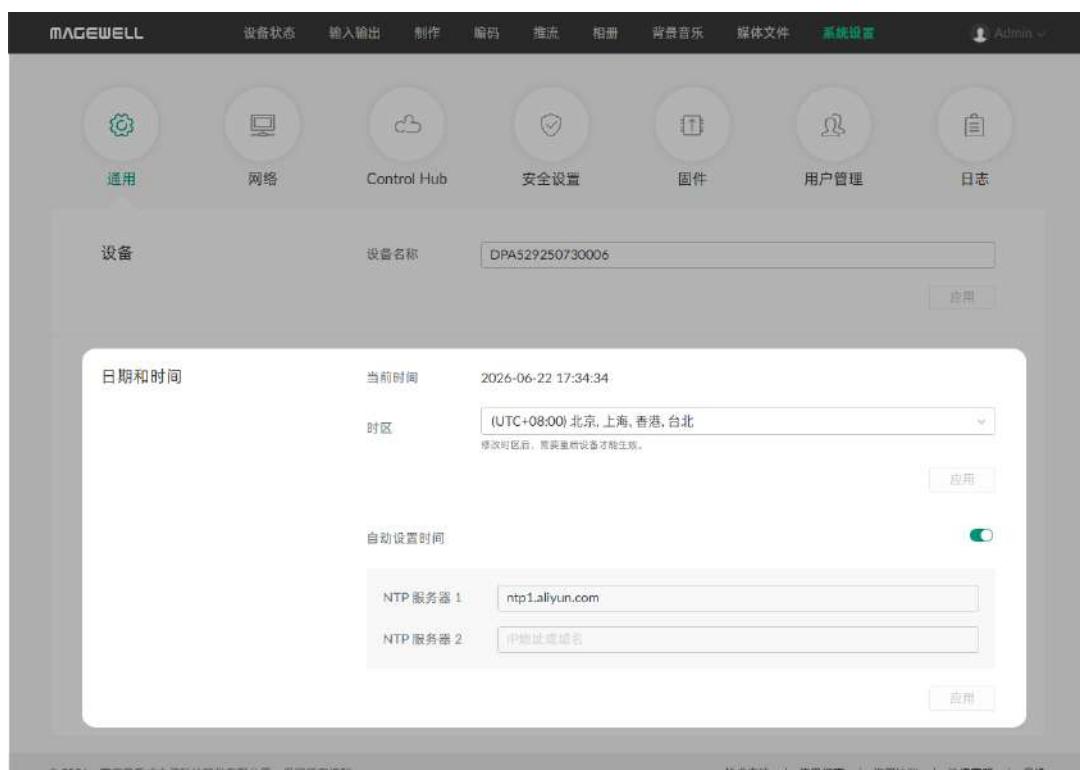 MAGEWELL 设备状态 输入输出 制作 编码 推流 相册 背景音乐 媒体文件 系统设置 Admin
通用 网络 Control Hub 安全设置 固件 用户管理 日志
设备 设备名称 DPA529250730006
应用
日期和时间 当前时间 2026-06-22 17:34:34
时区 (UTC+08:00) 北京, 上海, 香港, 台北
修改时区后，需要重启设备才能生效。
应用
自动设置时间
NTP 服务器 1 ntp1.aliyun.com
NTP 服务器 2 IP地址或域名
应用